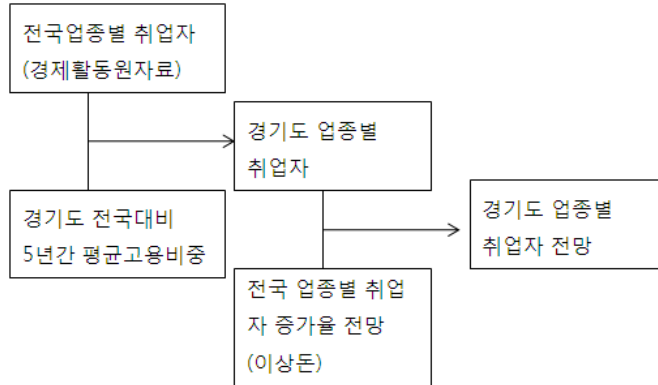 전국업종별 취업자
(경제활동원자료)
경기도 업종별
취업자
경기도 전국대비
5년간 평균고용비중
경기도 업종별
취업자 전망
전국 업종별 취업
자 증가율 전망
(이상돈)